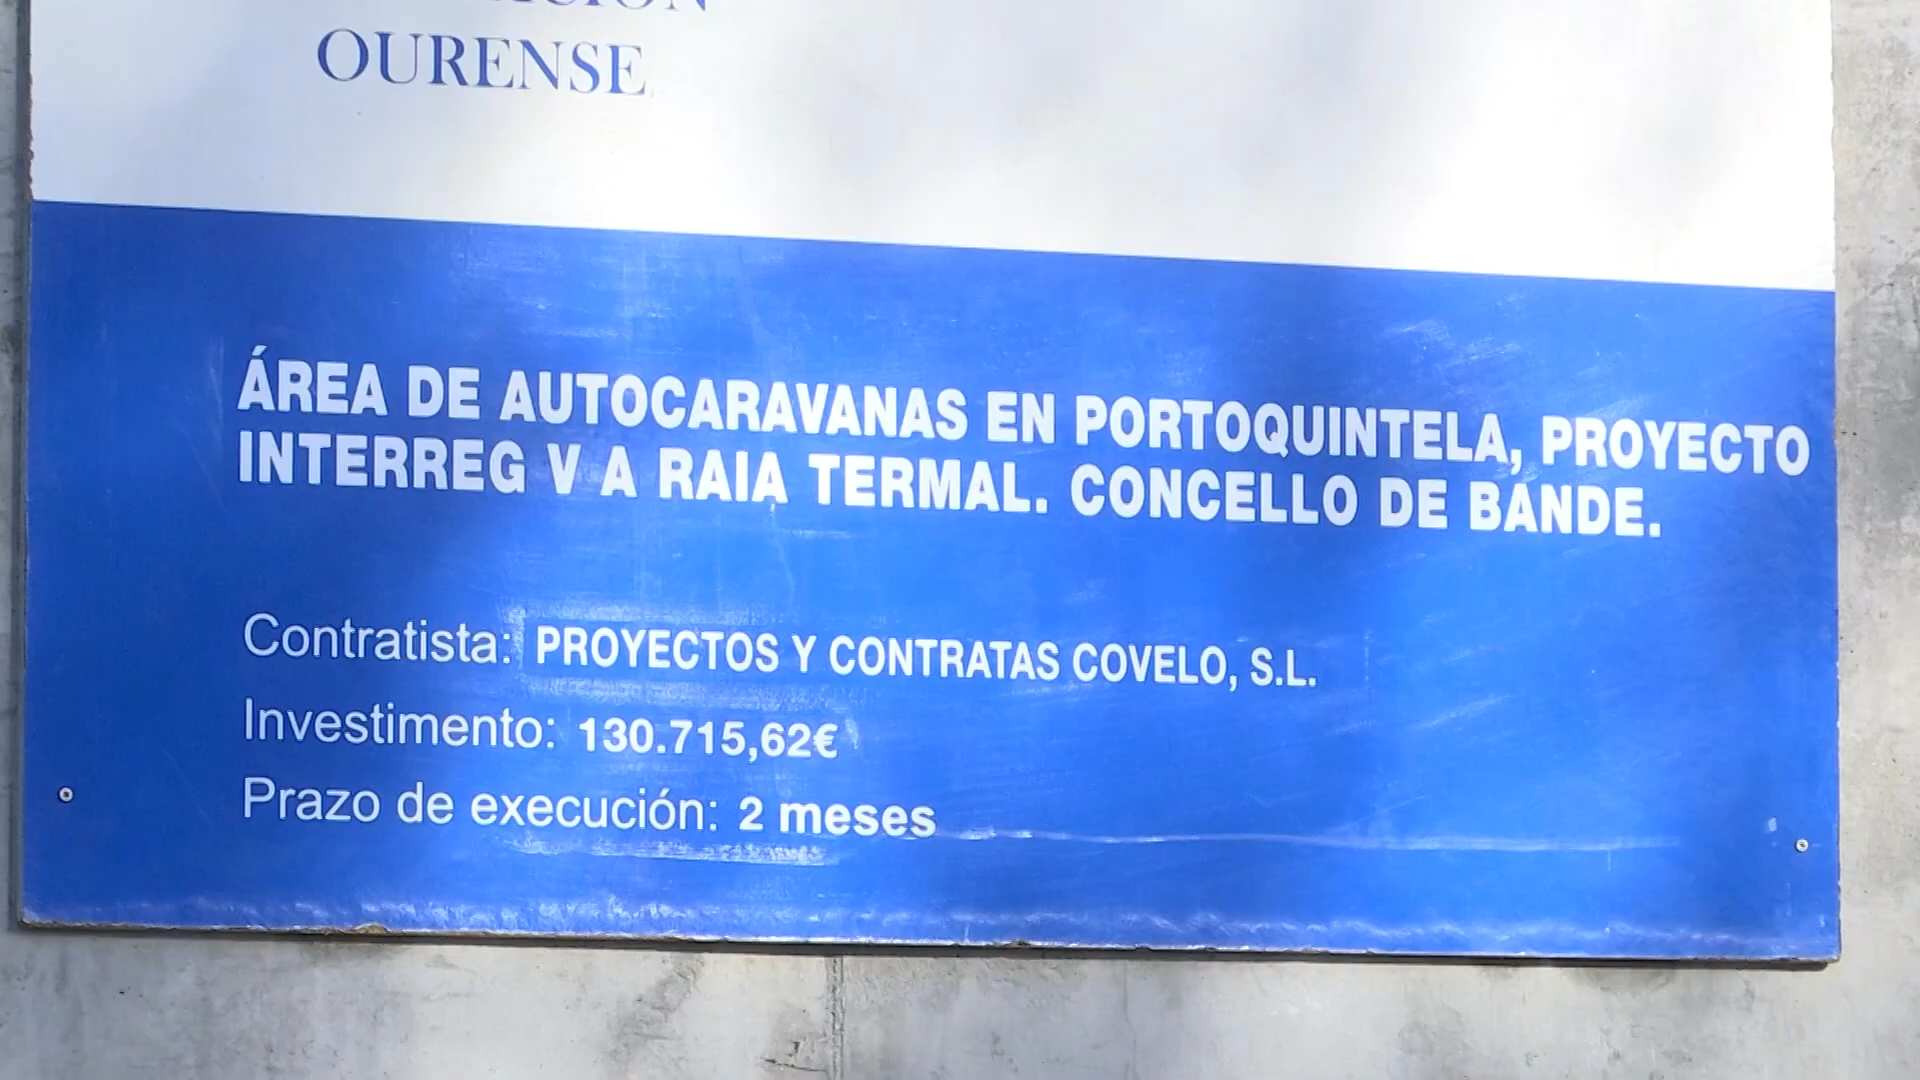 OURENSE
ÁREA DE AUTOCARAVANAS EN PORTOQUINTELA, PROYECTO
INTERREG V A RAIA TERMAL. CONCELLO DE BANDE.
Contratista: PROYECTOS Y CONTRATAS COVELO, S.L.
Investimento: 130.715,62€
Prazo de execución: 2 meses